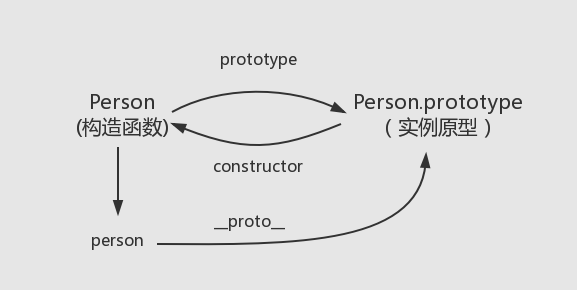 prototype
Person
(构造函数)
Person.prototype
(实例原型)
constructor
__proto__
person